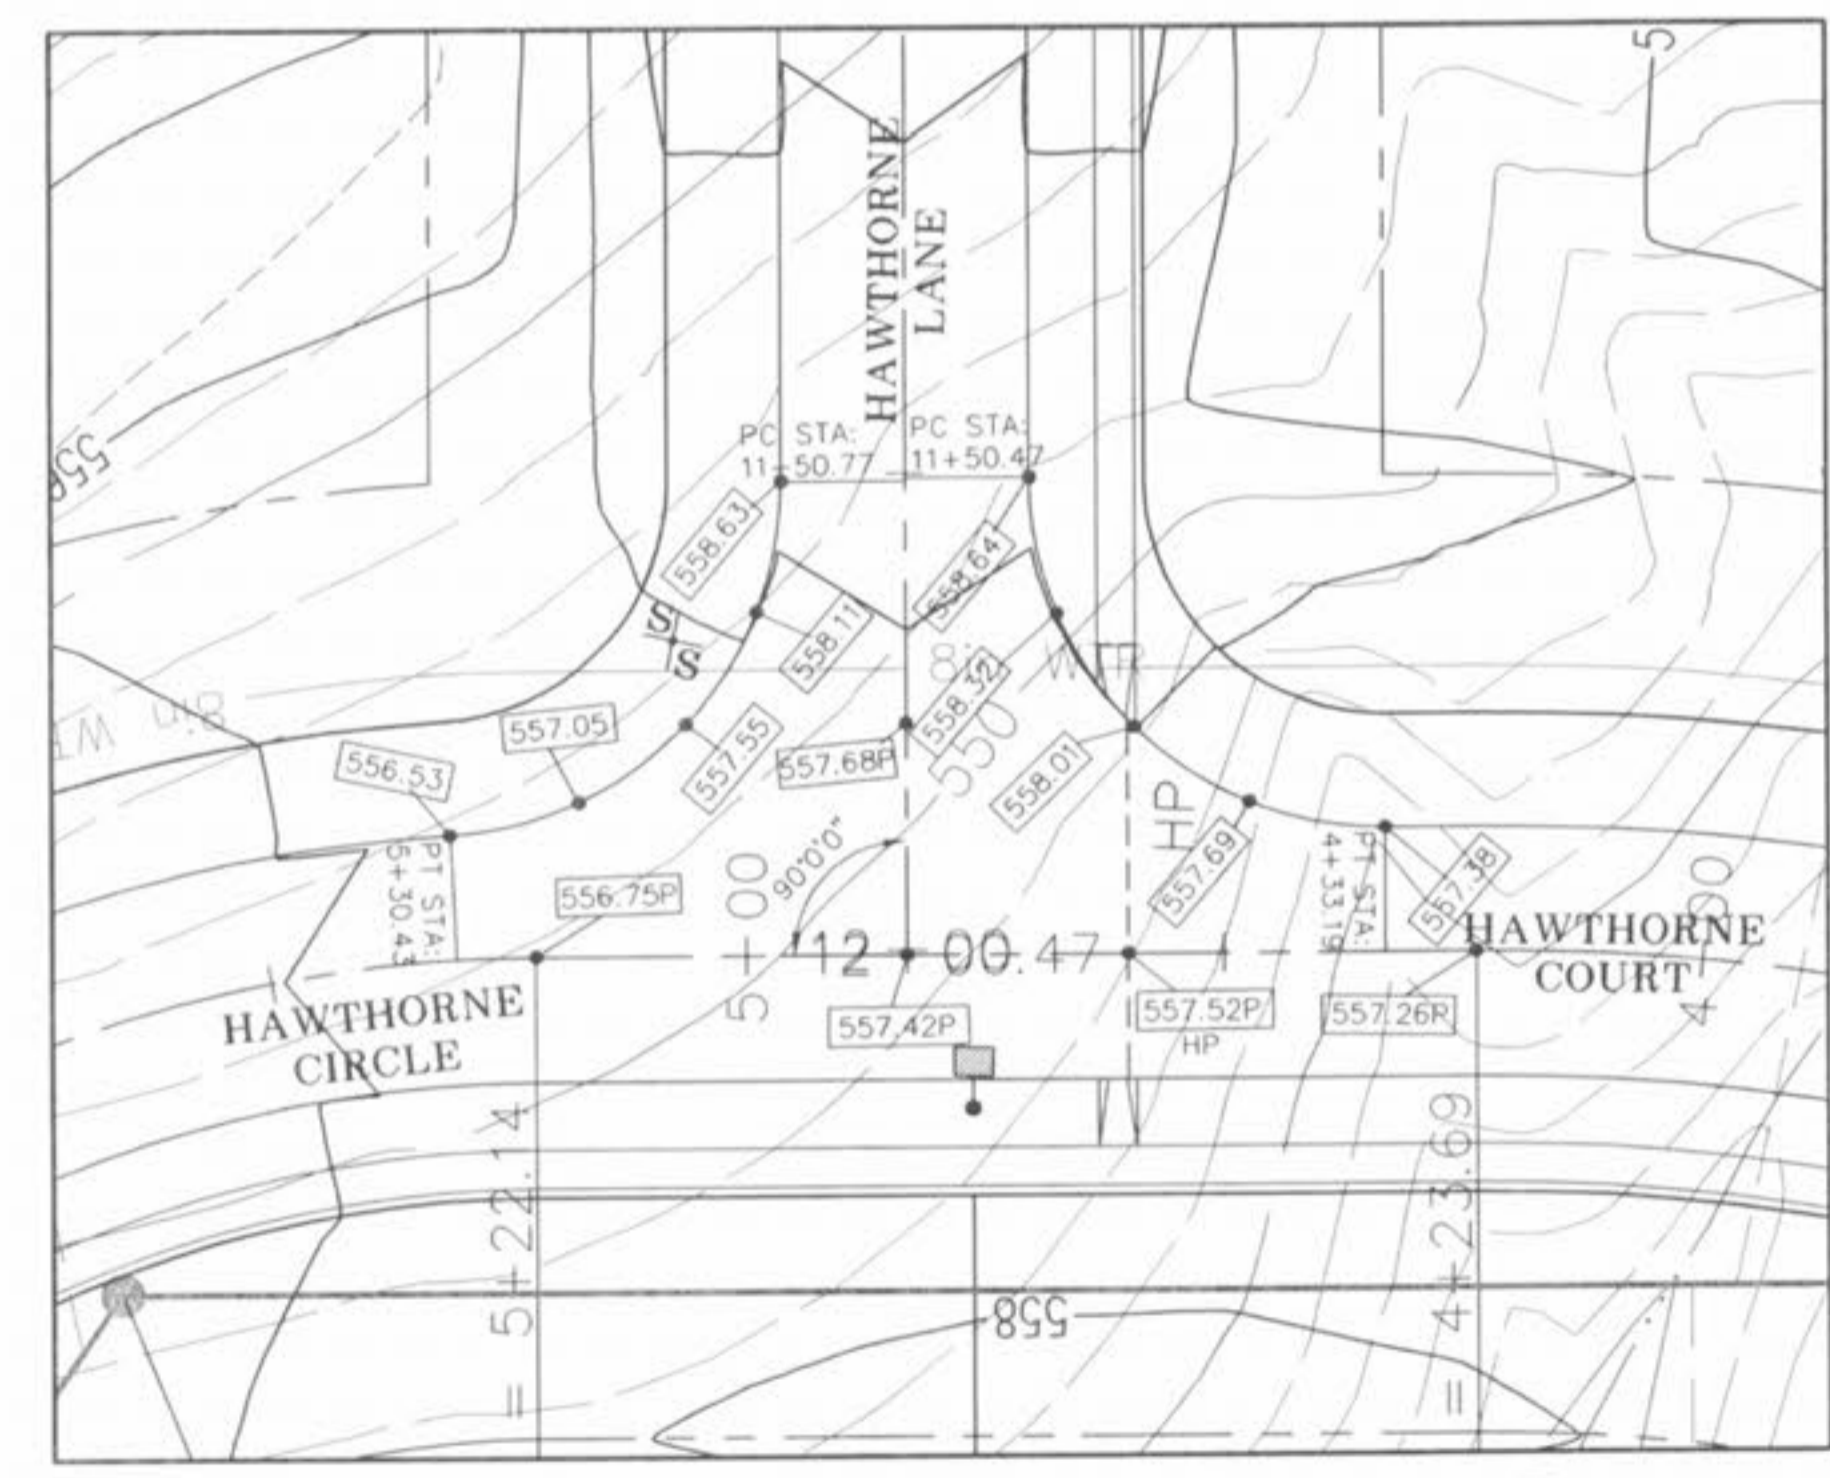 5
HAWTHORNE
LANE
PC STA:
11+50.77
PC STA:
11+50.47
558
558.63
558.64
S
S
558.11
8in WTR
558.32
557.05
556.53
557.55
557.68P
550
558.01
HP
557.69
557.38
PT STA:
5+30.43
PT STA:
4+33.19
90°0'0"
556.75P
5+00
12+00.47
HAWTHORNE
COURT
HAWTHORNE
CIRCLE
557.42P
557.52P
HP
557.26P
= 5+22.14
= 4+23.69
558